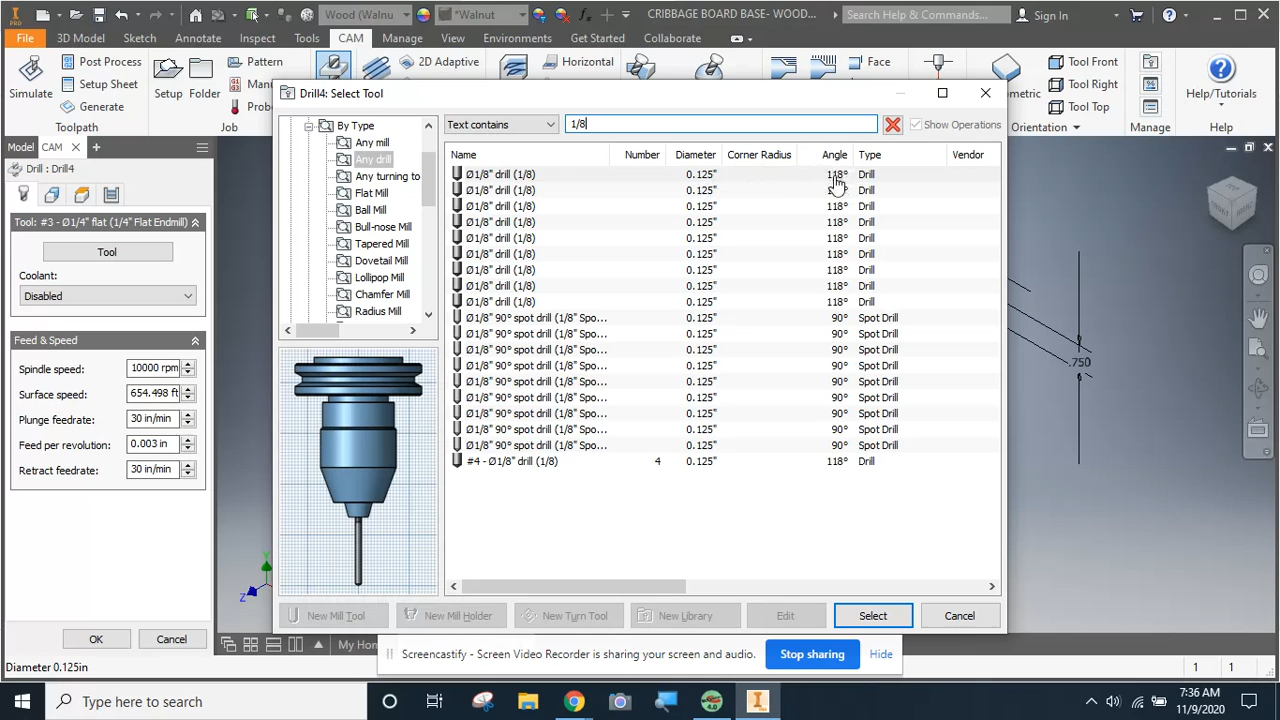 Wood (Walnu
*Walnut
CRIBBAGE BOARD BASE- WOOD...
Search Help & Commands...
Sign In
File
3D Model
Sketch
Annotate
Inspect
Tools
CAM
Manage
View
Environments
Get Started
Collaborate
Simulate
Post Process
Setup Sheet
Generate
Toolpath
Setup
Folder
Pattern
Job
2D Adaptive
Horizontal
Face
Tool Front
Tool Right
Tool Top
Orientation
Help/Tutorials
Help
Model
CAM
Drill : Drill4
Tool: #3 - Ø1/4" flat (1/4" Flat Endmill)
Tool
Coolant:
Disabled
Feed & Speed
Spindle speed:
10000 rpm
Surface speed:
654.498 ft
Plunge feedrate:
30 in/min
Feed per revolution:
0.003 in
Retract feedrate:
30 in/min
OK
Cancel
Diameter 0.125in
Drill4: Select Tool
By Type
Any mill
Any drill
Any turning to
Flat Mill
Ball Mill
Bull-nose Mill
Tapered Mill
Dovetail Mill
Lollipop Mill
Chamfer Mill
Radius Mill
Text contains
1/8
Show Operations
Name Number Diameter Corner Radius Angle Type Vendor
Ø1/8" drill (1/8) 0.125" 118° Drill
Ø1/8" drill (1/8) 0.125" Drill
Ø1/8" drill (1/8) 0.125" 118° Drill
Ø1/8" drill (1/8) 0.125" 118° Drill
Ø1/8" drill (1/8) 0.125" 118° Drill
Ø1/8" drill (1/8) 0.125" 118° Drill
Ø1/8" drill (1/8) 0.125" 118° Drill
Ø1/8" drill (1/8) 0.125" 118° Drill
Ø1/8" drill (1/8) 0.125" 118° Drill
Ø1/8" 90° spot drill (1/8" Spo... 0.125" 90° Spot Drill
Ø1/8" 90° spot drill (1/8" Spo... 0.125" 90° Spot Drill
Ø1/8" 90° spot drill (1/8" Spo... 0.125" 90° Spot Drill
Ø1/8" 90° spot drill (1/8" Spo... 0.125" 90° Spot Drill
Ø1/8" 90° spot drill (1/8" Spo... 0.125" 90° Spot Drill
Ø1/8" 90° spot drill (1/8" Spo... 0.125" 90° Spot Drill
Ø1/8" 90° spot drill (1/8" Spo... 0.125" 90° Spot Drill
Ø1/8" 90° spot drill (1/8" Spo... 0.125" 90° Spot Drill
Ø1/8" 90° spot drill (1/8" Spo... 0.125" 90° Spot Drill
#4 - Ø1/8" drill (1/8) 4 0.125" 118° Drill
New Mill Tool
New Mill Holder
New Turn Tool
New Library
Edit
Select
Cancel
.750
My Home
Screencastify - Screen Video Recorder is sharing your screen and audio.
Stop sharing
Hide
1 1
Type here to search
7:36 AM
11/9/2020